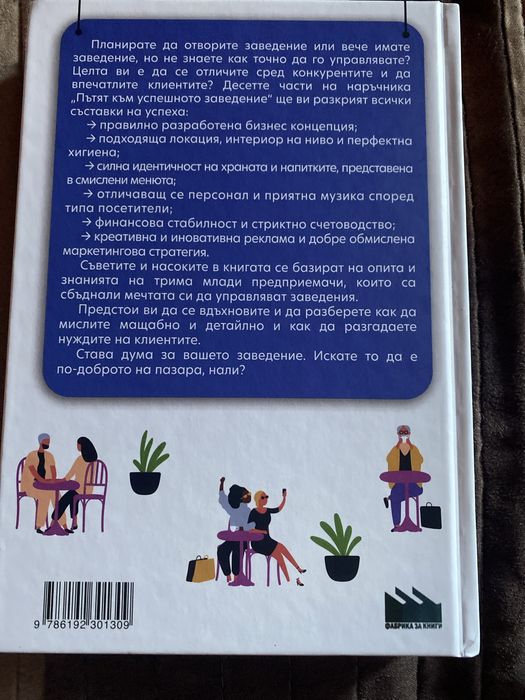 Планирате да отворите заведение или вече имате
заведение, но не знаете как точно да го управлявате?
Целта ви е да се отличите сред конкурентите и да
впечатлите клиентите? Десетте части на наръчника
„Пътят към успешното заведение“ ще ви разкрият всички
съставки на успеха:
→ правилно разработена бизнес концепция;
→ подходяща локация, интериор на ниво и перфектна
хигиена;
→ силна идентичност на храната и напитките, представена
в смислени менюта;
→ отличаващ се персонал и приятна музика според
типа посетители;
→ финансова стабилност и стриктно счетоводство;
→ креативна и иновативна реклама и добре обмислена
маркетингова стратегия.
Съветите и насоките в книгата се базират на опита и
знанията на трима млади предприемачи, които са
сбъднали мечтата си да управляват заведения.
Предстои ви да се вдъхновите и да разберете как да
мислите мащабно и детайлно и как да разгадаете
нуждите на клиентите.
Става дума за вашето заведение. Искате то да е
по-доброто на пазара, нали?
9 786192 301309
ФАБРИКА ЗА КНИГИ